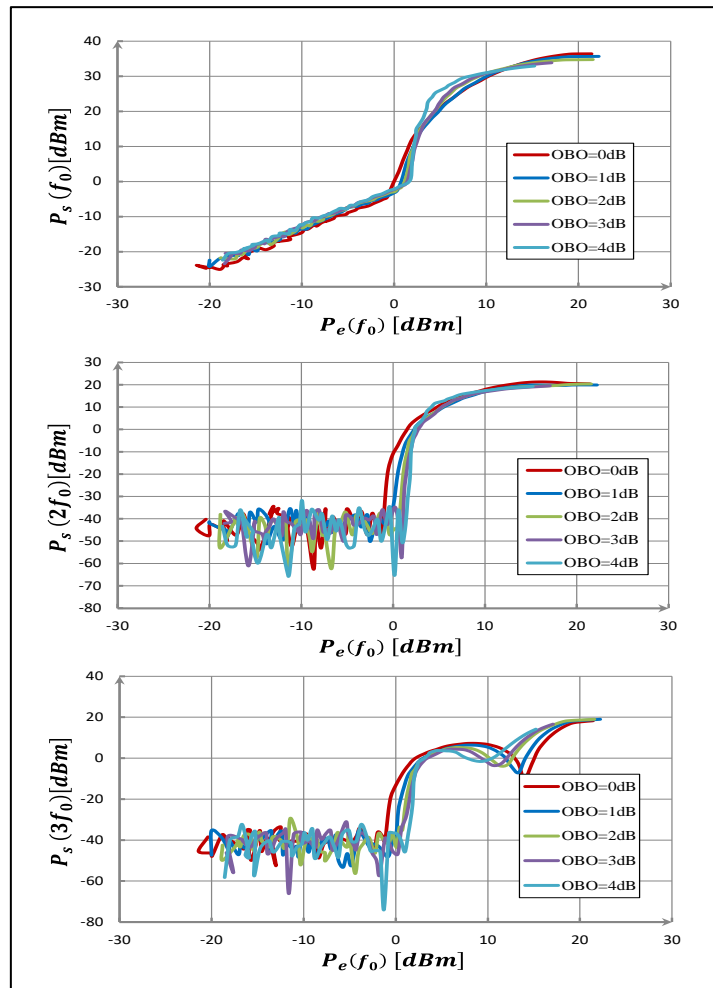 40
30
20
10
0
-10
-20
-30
-30 -20 -10 0 10 20 30
P_s (f_0)[dBm]
P_e(f_0) [dBm]
OBO=0dB
OBO=1dB
OBO=2dB
OBO=3dB
OBO=4dB
30
20
10
0
-10
-20
-30
-40
-50
-60
-70
-80
-30 -20 -10 0 10 20 30
P_s (2f_0)[dBm]
P_e(f_0) [dBm]
OBO=0dB
OBO=1dB
OBO=2dB
OBO=3dB
OBO=4dB
40
20
0
-20
-40
-60
-80
-30 -20 -10 0 10 20 30
P_s (3f_0)[dBm]
P_e(f_0) [dBm]
OBO=0dB
OBO=1dB
OBO=2dB
OBO=3dB
OBO=4dB